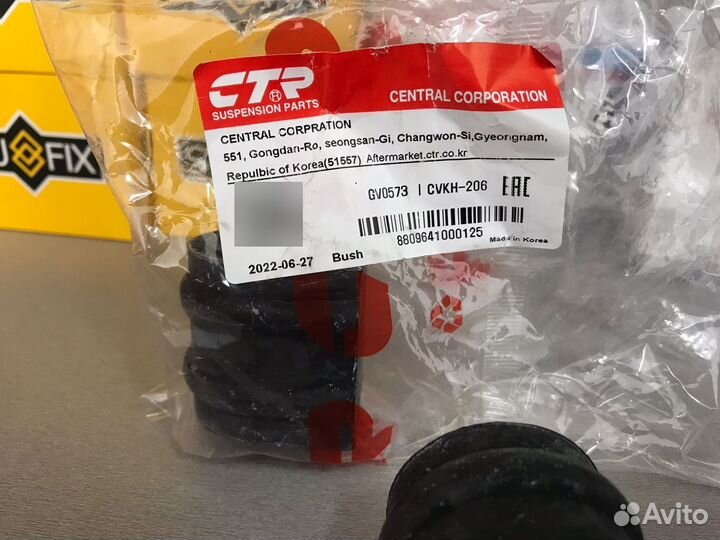 CTR®
SUSPENSION PARTS
CENTRAL CORPORATION
CENTRAL CORPRATION
551, Gongdan-Ro, seongsan-Gi, Changwon-Si,Gyeongnam,
Repulbic of Korea(51557) Aftermarket.ctr.co.kr
GV0573 | CVKH-206 EAC
8809641000125
Made in Korea
2022-06-27 Bush
FIX
Avito